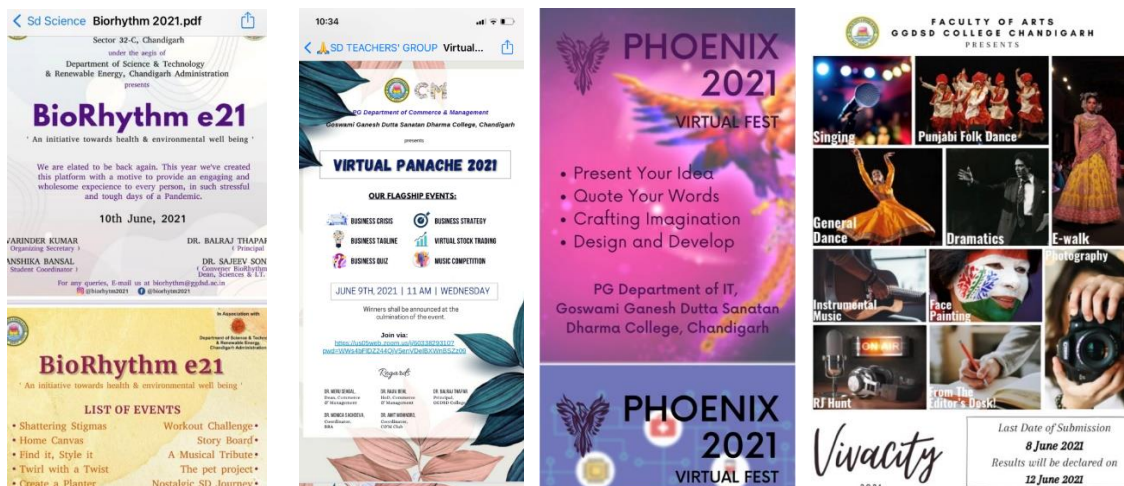 Sd Science Biorhythm 2021.pdf
Sector 32-C, Chandigarh
under the aegis of
Department of Science & Technology
& Renewable Energy, Chandigarh Administration
presents
BioRhythm e21
' An initiative towards health & environmental well being '
We are elated to be back again. This year we've created
this platform with a motive to provide an engaging and
wholesome expecience to every person, in such stressful
and tough days of a Pandemic.
10th June, 2021
VARINDER KUMAR
Organizing Secretary )
DR. BALRAJ THAPAR
( Principal
ANSHIKA BANSAL
Student Coordinator )
DR. SAJEEV SON
( Convener BioRhythm
Dean, Sciences & I.T.
For any queries, E-mail us at biorhythm@ggdsd.ac.in
@biorhytm2021 @biorhytm2021
In Association with
Department of Science & Techno
& Renewable Energy,
Chandigarh Administration
BioRhythm e21
' An initiative towards health & environmental well being '
LIST OF EVENTS
• Shattering Stigmas
• Home Canvas
• Find it, Style it
• Twirl with a Twist
• Create a Planter
Workout Challenge •
Story Board •
A Musical Tribute •
The pet project •
Nostalgic SD Journey •
10:34
SD TEACHERS' GROUP Virtual...
CM
PG Department of Commerce & Management
Goswami Ganesh Dutta Sanatan Dharma College, Chandigarh
presents
VIRTUAL PANACHE 2021
OUR FLAGSHIP EVENTS:
BUSINESS CRISIS
BUSINESS STRATEGY
BUSINESS TAGLINE
VIRTUAL STOCK TRADING
BUSINESS QUIZ
MUSIC COMPETITION
JUNE 9TH, 2021 | 11 AM | WEDNESDAY
Winners shall be announced at the
culmination of the event.
Join via:
Regards
PHOENIX
2021
VIRTUAL FEST
• Present Your Idea
• Quote Your Words
• Crafting Imagination
• Design and Develop
PG Department of IT,
Goswami Ganesh Dutta Sanatan
Dharma College, Chandigarh
PHOENIX
2021
VIRTUAL FEST
FACULTY OF ARTS
GGDSD COLLEGE CHANDIGARH
PRESENTS
Singing
Punjabi Folk Dance
General
Dance
Dramatics
E-walk
Instrumental
Music
Face
Painting
Photography
ON AIR
RJ Hunt
From The
Editor's Desk!
Vivacity
Last Date of Submission
8 June 2021
Results will be declared on
12 June 2021